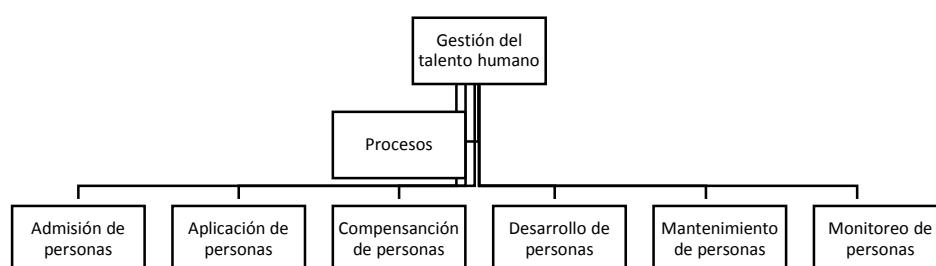 Gestión del
talento humano
Procesos
Admisión de
personas
Aplicación de
personas
Compensanción
de personas
Desarrollo de
personas
Mantenimiento
de personas
Monitoreo de
personas